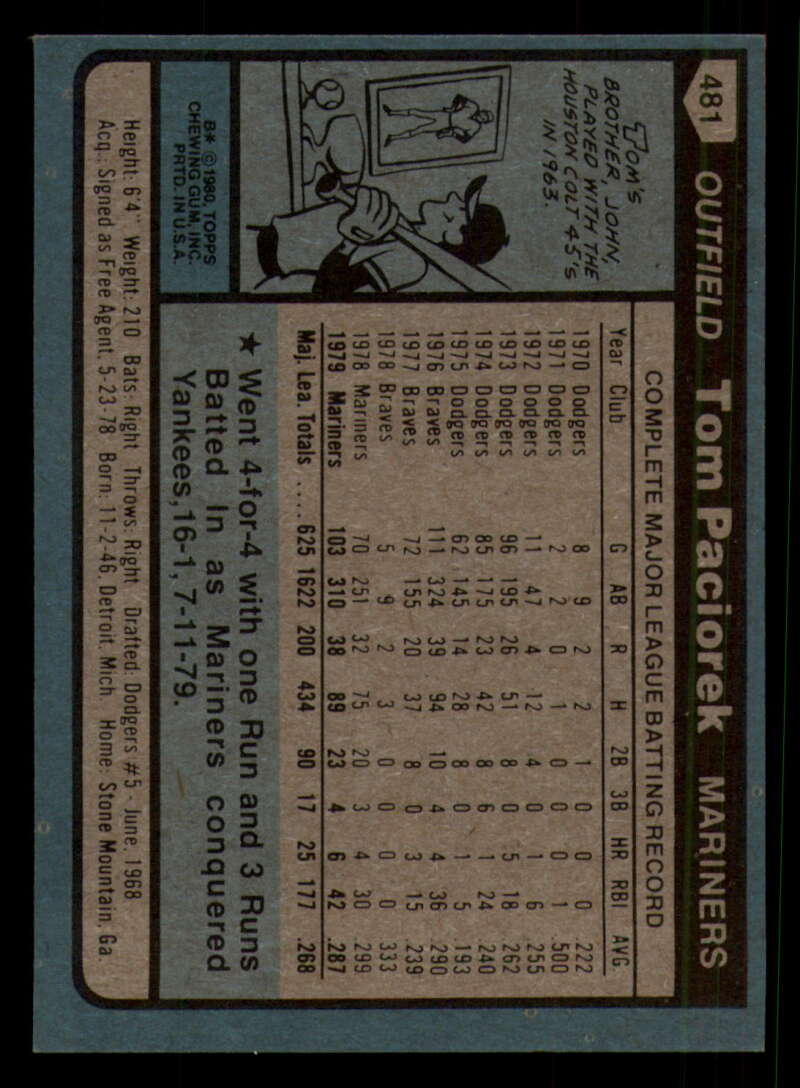 481 OUTFIELD Tom Paciorek MARINERS
TOM'S
BROTHER, JOHN,
PLAYED WITH THE
HOUSTON COLT 45'S
IN 1963.
B* © 1980, TOPPS
CHEWING GUM, INC.
PRTD. IN U.S.A.
COMPLETE MAJOR LEAGUE BATTING RECORD
Year Club G AB R H 2B 3B HR RBI AVG
1970 Dodgers 8 9 2 2 1 0 0 0 .222
1971 Dodgers 2 2 0 1 0 0 0 1 .500
1972 Dodgers 11 47 4 12 4 0 1 6 .255
1973 Dodgers 96 195 26 51 8 0 5 18 .262
1974 Dodgers 85 175 23 42 8 6 1 24 .240
1975 Dodgers 62 145 14 28 8 0 1 5 .193
1976 Braves 111 324 39 94 10 4 4 36 .290
1977 Braves 72 155 20 37 8 0 3 15 .239
1978 Braves 5 9 2 3 0 0 0 0 .333
1978 Mariners 70 251 32 75 20 3 4 30 .299
1979 Mariners 103 310 38 89 23 4 6 42 .287
Maj. Lea. Totals .... 625 1622 200 434 90 17 25 177 .268
★ Went 4-for-4 with one Run and 3 Runs
Batted In as Mariners conquered
Yankees, 16-1, 7-11-79.
Height: 6'4" Weight: 210 Bats: Right Throws: Right Drafted: Dodgers #5 - June, 1968
Acq.: Signed as Free Agent, 5-23-78 Born: 11-2-46, Detroit, Mich. Home: Stone Mountain, Ga.